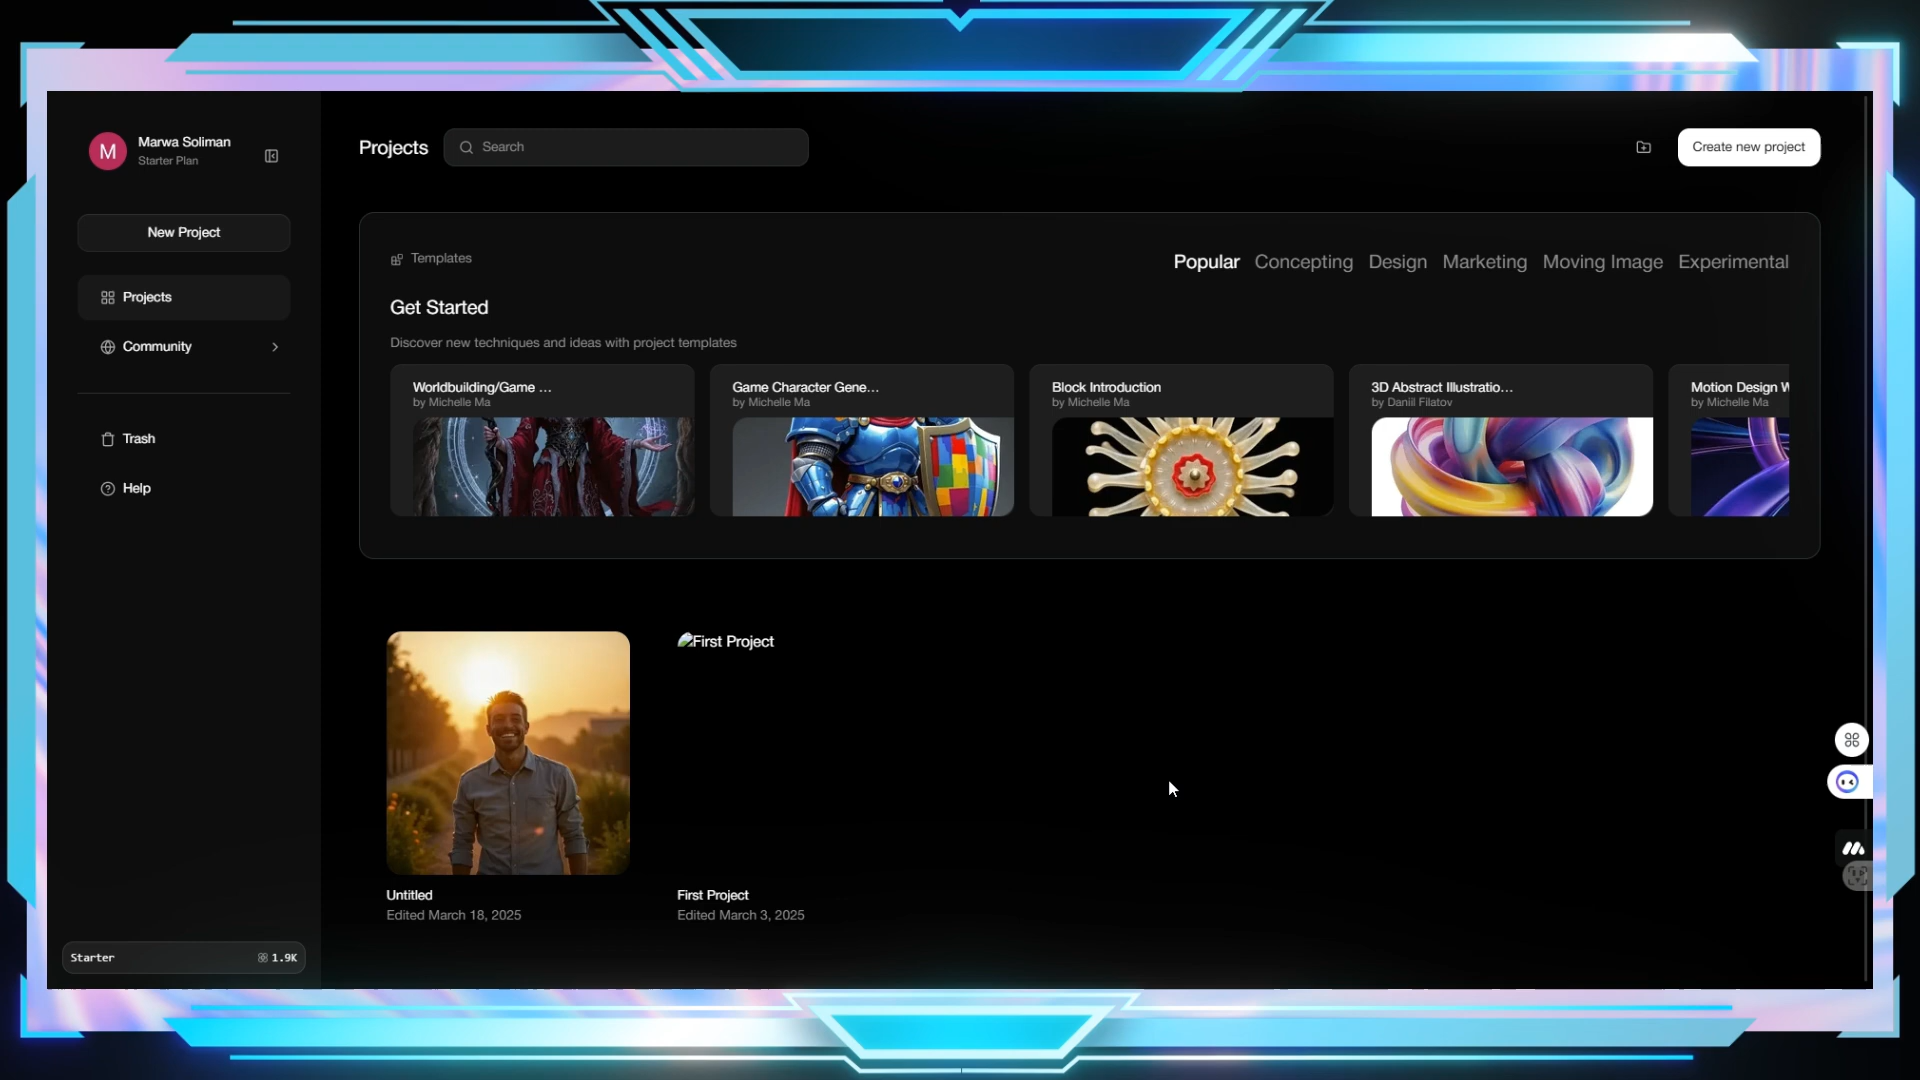 M
Marwa Soliman
Starter Plan
New Project
Projects
Community
Trash
Help
Starter
1.9K
Projects
Search
Create new project
Templates
Popular
Concepting
Design
Marketing
Moving Image
Experimental
Get Started
Discover new techniques and ideas with project templates
Worldbuilding/Game ...
by Michelle Ma
Game Character Gene...
by Michelle Ma
Block Introduction
by Michelle Ma
3D Abstract Illustratio...
by Daniil Filatov
Motion Design W
by Michelle Ma
First Project
Untitled
Edited March 18, 2025
First Project
Edited March 3, 2025